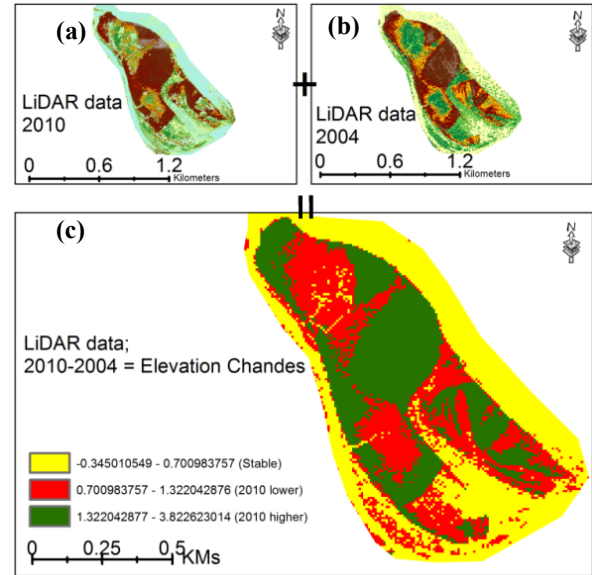 (a)
N
LiDAR data
2010
0 0.6 1.2
Kilometers
+
(b)
N
LiDAR data
2004
0 0.6 1.2
Kilometers
(c)
N
LiDAR data;
2010-2004 = Elevation Chandes
-0.345010549 - 0.700983757 (Stable)
0.700983757 - 1.322042876 (2010 lower)
1.322042877 - 3.822623014 (2010 higher)
0 0.25 0.5
KMs